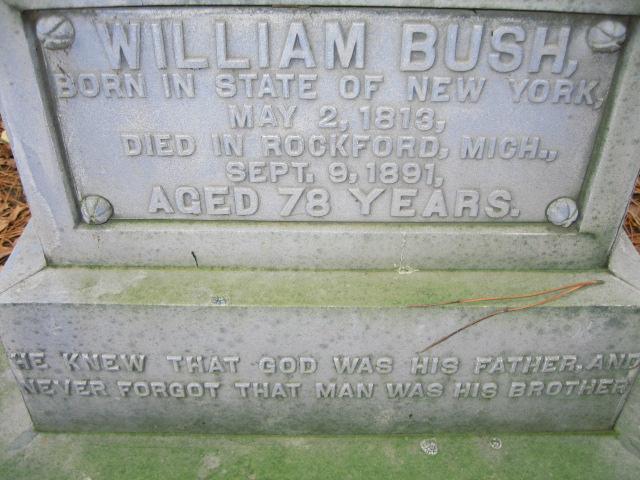 WILLIAM BUSH,
BORN IN STATE OF NEW YORK,
MAY 2, 1813,
DIED IN ROCKFORD, MICH.,
SEPT. 9, 1891,
AGED 78 YEARS.
HE KNEW THAT GOD WAS HIS FATHER, AND
NEVER FORGOT THAT MAN WAS HIS BROTHER